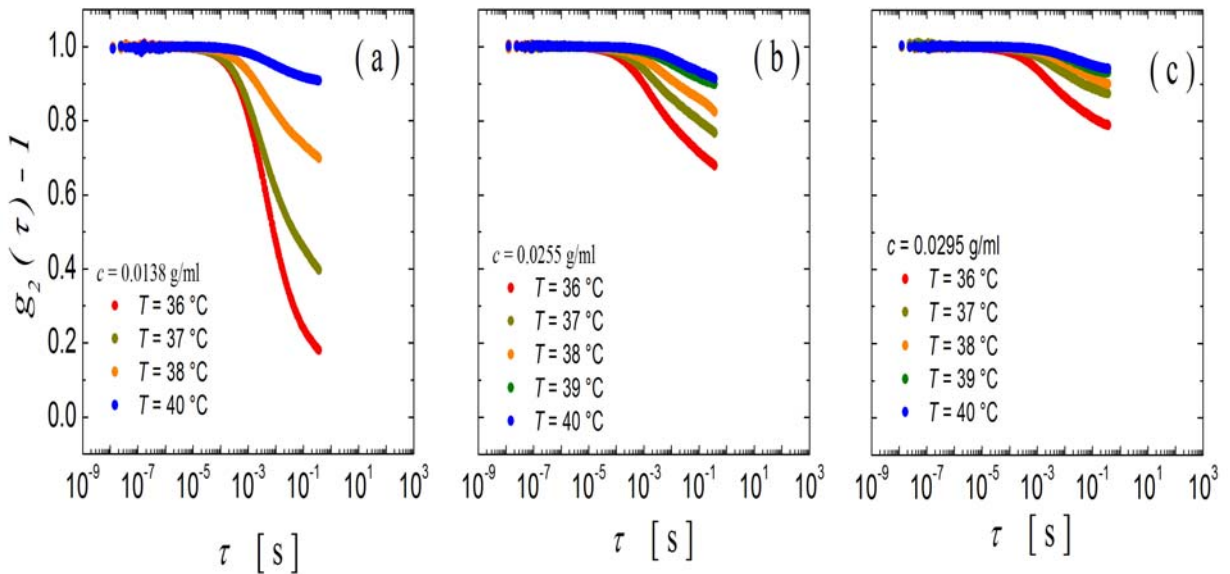 g₂(τ) - 1
1.0
0.8
0.6
0.4
0.2
0.0
(a)
c = 0.0138 g/ml
T = 36 °C
T = 37 °C
T = 38 °C
T = 40 °C
10⁻⁹ 10⁻⁷ 10⁻⁵ 10⁻³ 10⁻¹ 10¹ 10³
τ [s]
(b)
c = 0.0255 g/ml
T = 36 °C
T = 37 °C
T = 38 °C
T = 39 °C
T = 40 °C
10⁻⁹ 10⁻⁷ 10⁻⁵ 10⁻³ 10⁻¹ 10¹ 10³
τ [s]
(c)
c = 0.0295 g/ml
T = 36 °C
T = 37 °C
T = 38 °C
T = 39 °C
T = 40 °C
10⁻⁹ 10⁻⁷ 10⁻⁵ 10⁻³ 10⁻¹ 10¹ 10³
τ [s]